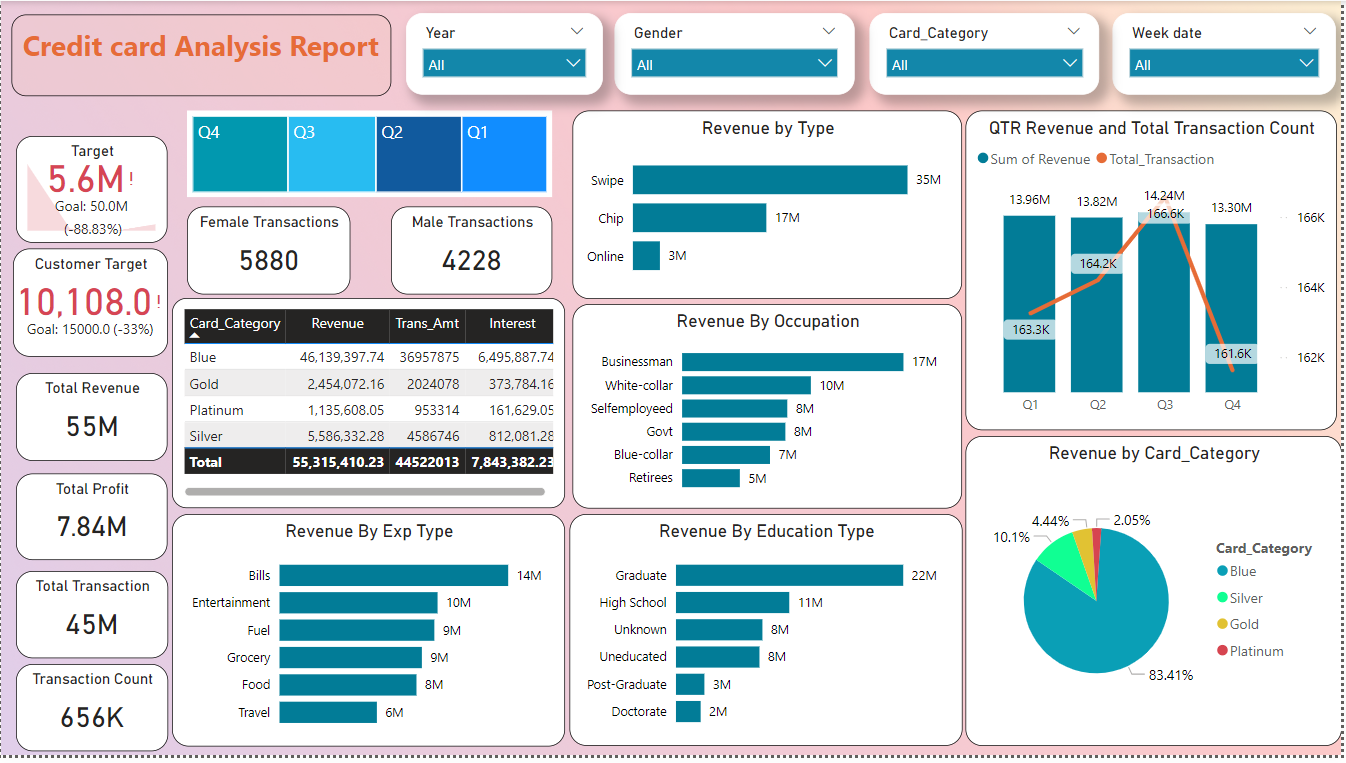 Credit card Analysis Report
Year
All
Gender
All
Card_Category
All
Week date
All
Target
5.6M!
Goal: 50.0M
(-88.83%)
Customer Target
10,108.0!
Goal: 15000.0 (-33%)
Total Revenue
55M
Total Profit
7.84M
Total Transaction
45M
Transaction Count
656K
Q4 Q3 Q2 Q1
Female Transactions
5880
Male Transactions
4228
Card_Category Revenue Trans_Amt Interest
Blue 46,139,397.74 36957875 6,495,887.74
Gold 2,454,072.16 2024078 373,784.16
Platinum 1,135,608.05 953314 161,629.05
Silver 5,586,332.28 4586746 812,081.28
Total 55,315,410.23 44522013 7,843,382.23
Revenue By Exp Type
Bills 14M
Entertainment 10M
Fuel 9M
Grocery 9M
Food 8M
Travel 6M
Revenue by Type
Swipe 35M
Chip 17M
Online 3M
Revenue By Occupation
Businessman 17M
White-collar 10M
Selfemployeed 8M
Govt 8M
Blue-collar 7M
Retirees 5M
Revenue By Education Type
Graduate 22M
High School 11M
Unknown 8M
Uneducated 8M
Post-Graduate 3M
Doctorate 2M
QTR Revenue and Total Transaction Count
Sum of Revenue Total_Transaction
13.96M 13.82M 14.24M 13.30M
163.3K 164.2K 166.6K 161.6K
166K
164K
162K
Q1 Q2 Q3 Q4
Revenue by Card_Category
4.44% 2.05%
10.1%
83.41%
Card_Category
Blue
Silver
Gold
Platinum